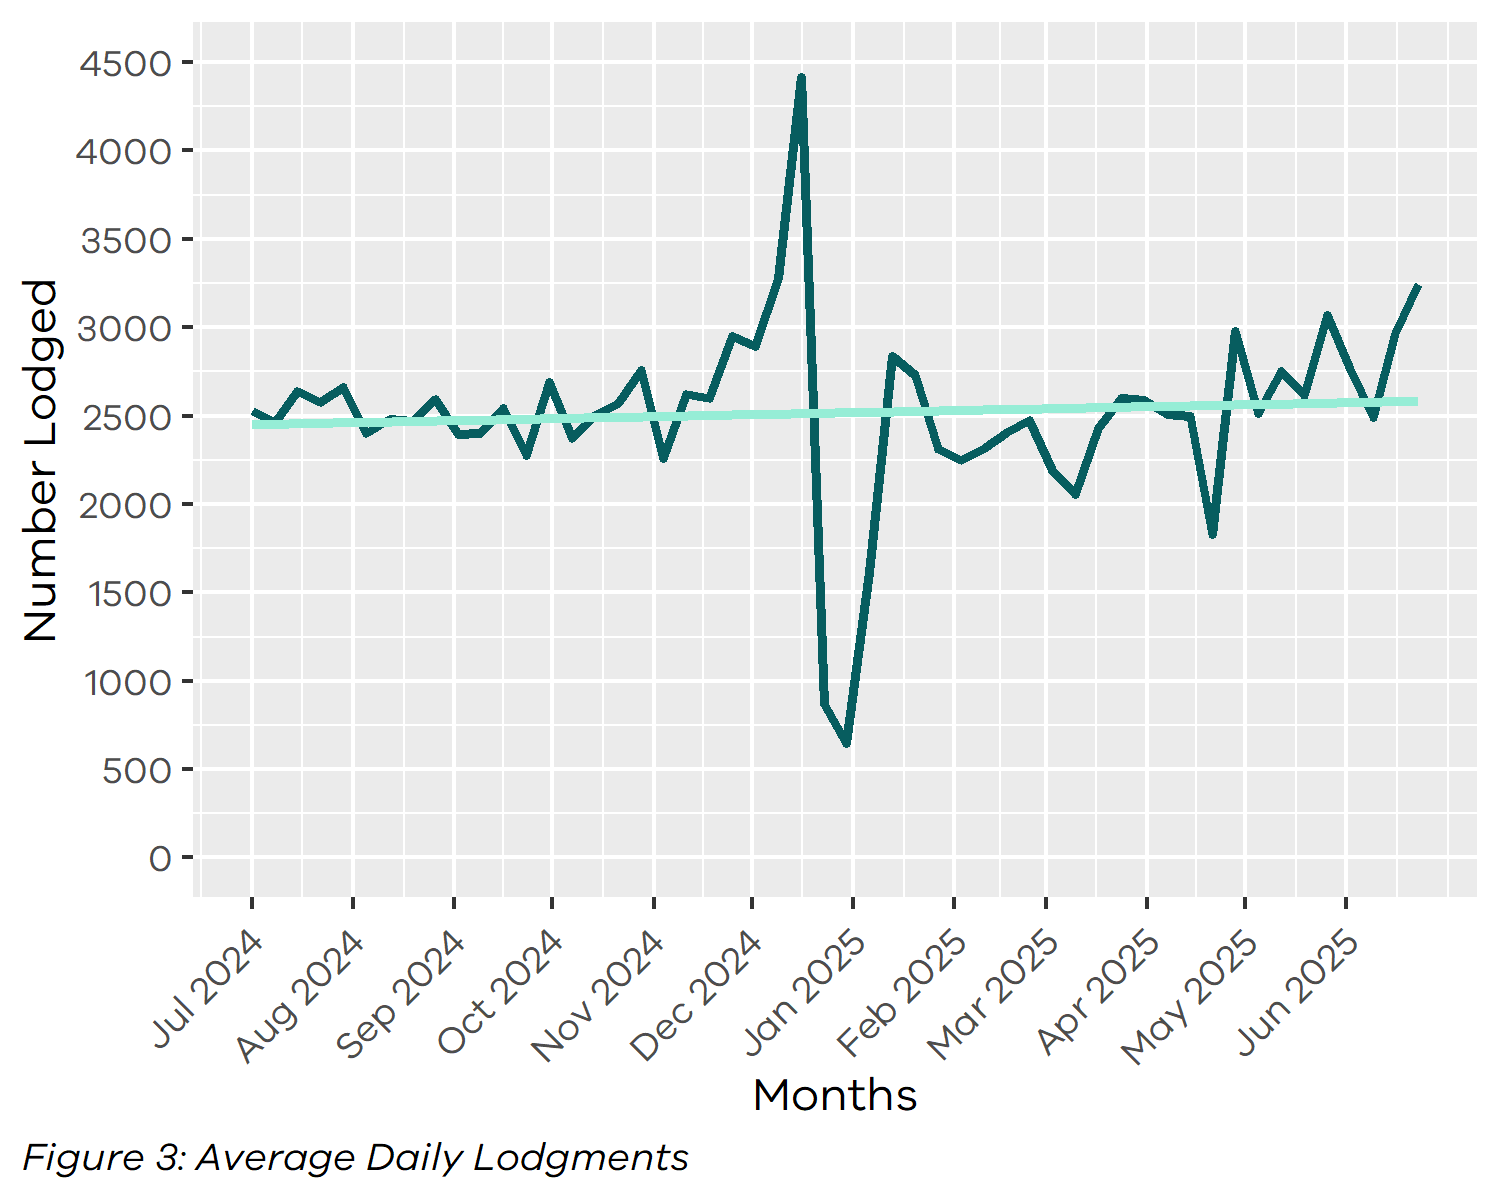 4500
4000
3500
3000
2500
2000
1500
1000
500
0
Number Lodged
Jul 2024
Aug 2024
Sep 2024
Oct 2024
Nov 2024
Dec 2024
Jan 2025
Feb 2025
Mar 2025
Apr 2025
May 2025
Jun 2025
Months
Figure 3: Average Daily Lodgments